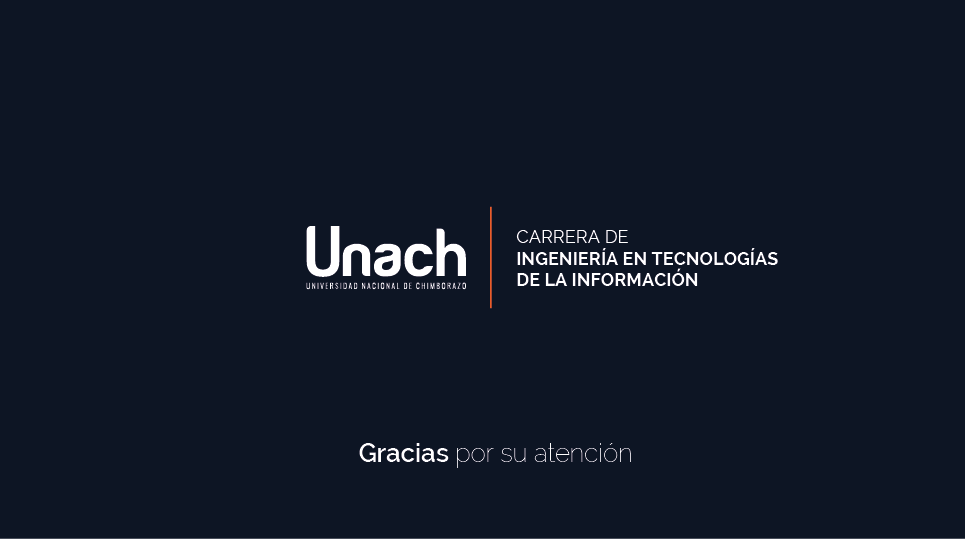 Unach
UNIVERSIDAD NACIONAL DE CHIMBORAZO
CARRERA DE
INGENIERÍA EN TECNOLOGÍAS
DE LA INFORMACIÓN
Gracias por su atención